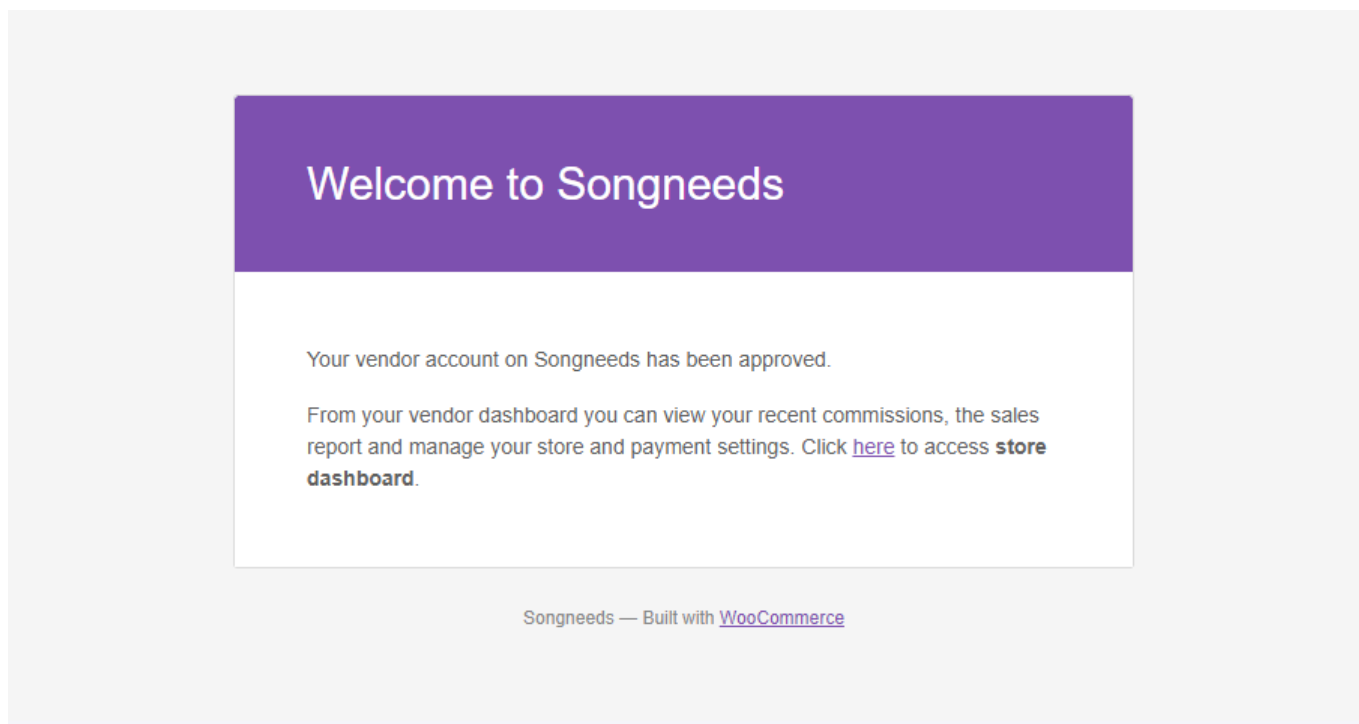 Welcome to Songneeds
Your vendor account on Songneeds has been approved.
From your vendor dashboard you can view your recent commissions, the sales
report and manage your store and payment settings. Click here to access store
dashboard.
Songneeds — Built with WooCommerce